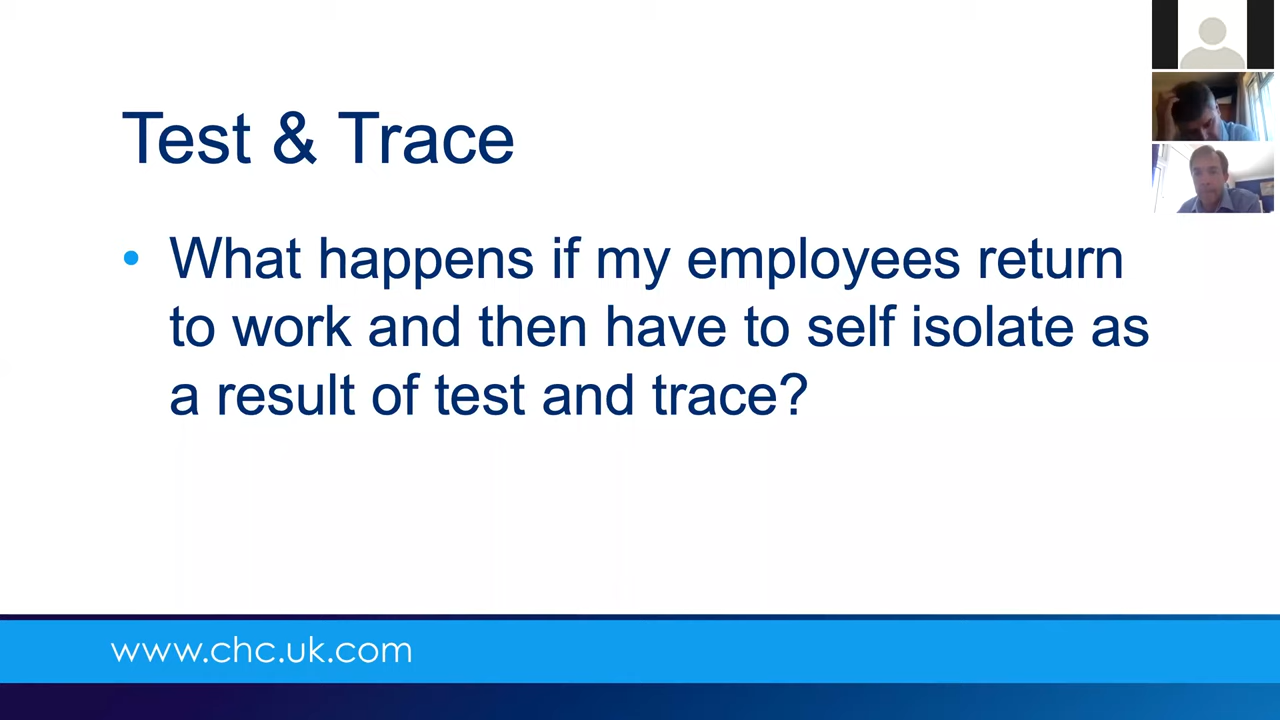 Test & Trace
• What happens if my employees return
to work and then have to self isolate as
a result of test and trace?
www.chc.uk.com